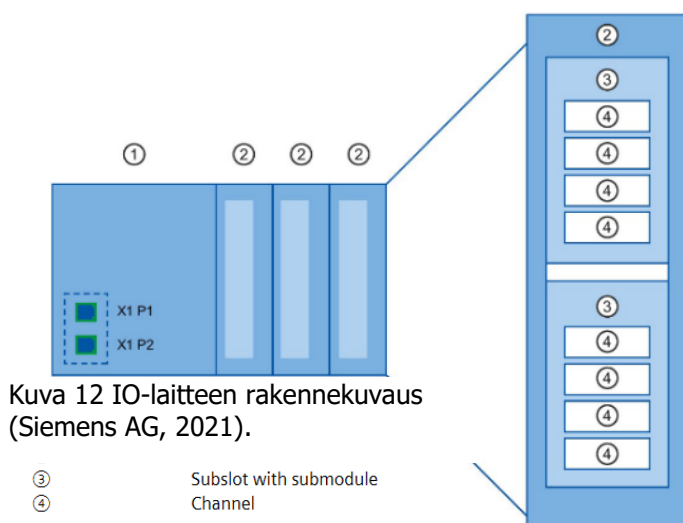 ②
③
④
④
④
④
① ② ② ②
X1 P1
X1 P2
③
④
④
④
④
Kuva 12 IO-laitteen rakennekuvaus
(Siemens AG, 2021).
③ Subslot with submodule
④ Channel